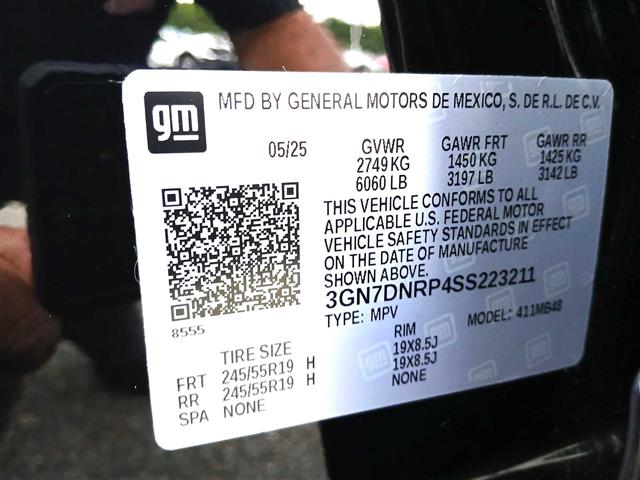 gm
MFD BY GENERAL MOTORS DE MEXICO, S. DE R.L. DE C.V.
05/25 GVWR GAWR FRT GAWR RR
2749 KG 1450 KG 1425 KG
6060 LB 3197 LB 3142 LB
THIS VEHICLE CONFORMS TO ALL
APPLICABLE U.S. FEDERAL MOTOR
VEHICLE SAFETY STANDARDS IN EFFECT
ON THE DATE OF MANUFACTURE
SHOWN ABOVE.
3GN7DNRP4SS223211
TYPE: MPV MODEL: 411MB48
8555
TIRE SIZE RIM
FRT 245/55R19 H 19X8.5J
RR 245/55R19 H 19X8.5J
SPA NONE NONE